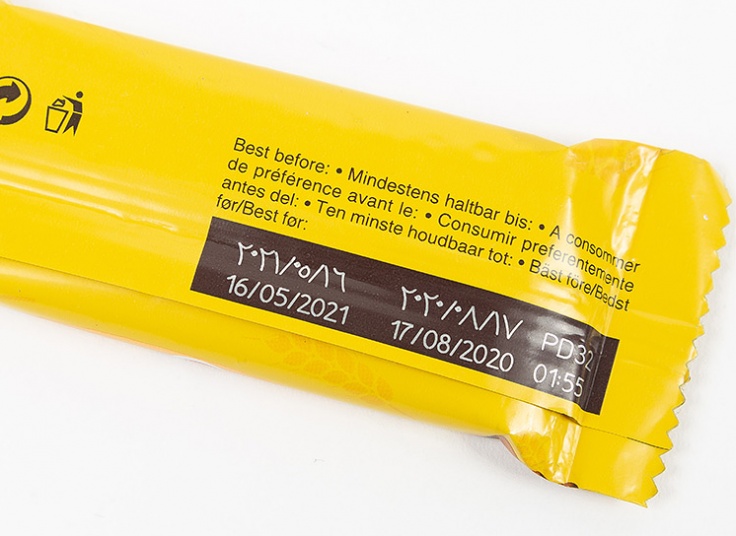 Best before: • Mindestens haltbar bis: • A consommer
de préférence avant le: • Consumir preferentemente
antes del: • Ten minste houdbaar tot: • Bäst före/Bedst
før/Best før:
٢٠٢١/٠٥/١٦ ٢٠٢٠/٠٨/١٧ PD32
16/05/2021 17/08/2020 01:55